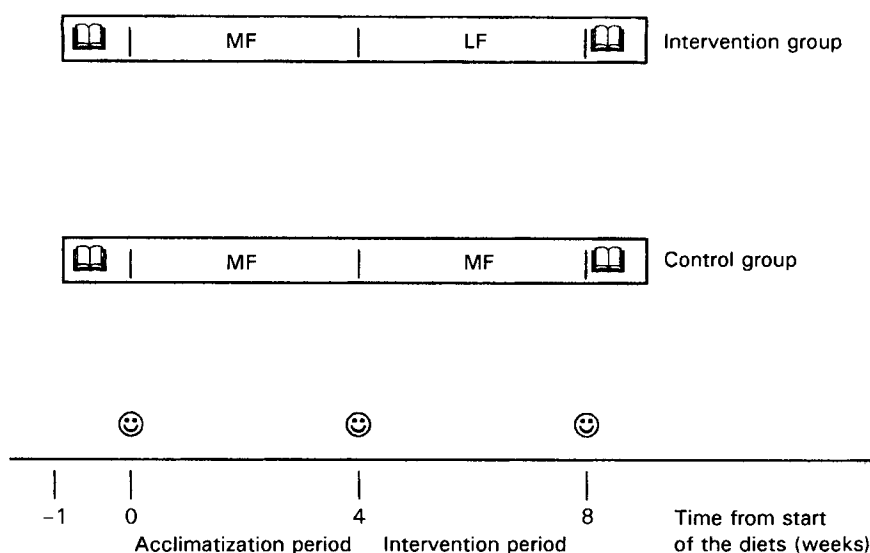 MF LF Intervention group
MF MF Control group
−1 0 4 8 Time from start
Acclimatization period Intervention period of the diets (weeks)